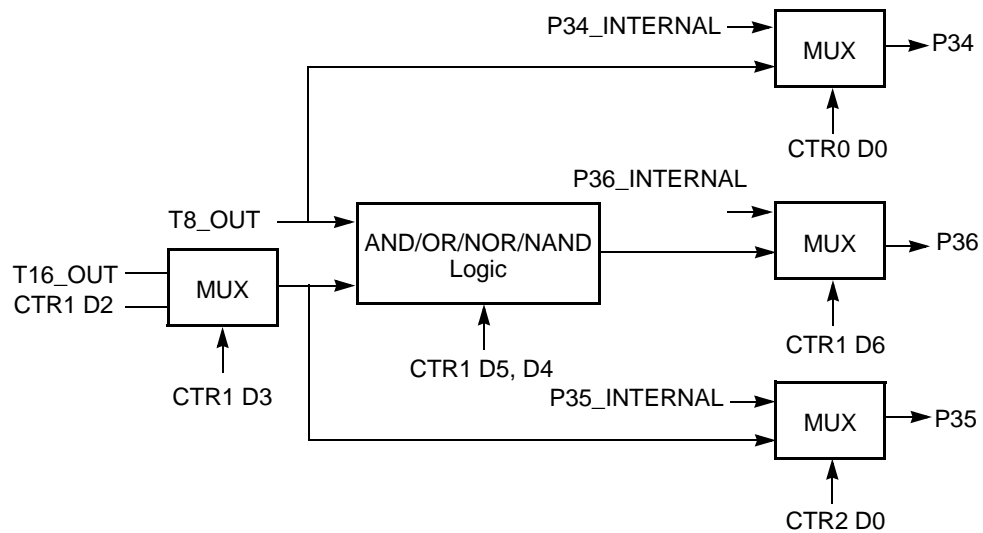 P34_INTERNAL
MUX
P34
CTR0 D0
P36_INTERNAL
T8_OUT
AND/OR/NOR/NAND
Logic
MUX
P36
T16_OUT
CTR1 D2
MUX
CTR1 D6
CTR1 D5, D4
CTR1 D3
P35_INTERNAL
MUX
P35
CTR2 D0